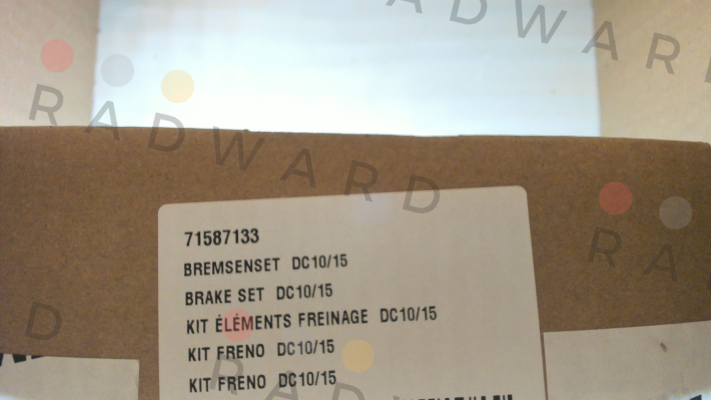 RADWARD
RADWARD
71587133
BREMSENSET DC10/15
BRAKE SET DC10/15
KIT ÉLÉMENTS FREINAGE DC10/15
KIT FRENO DC10/15
KIT FRENO DC10/15